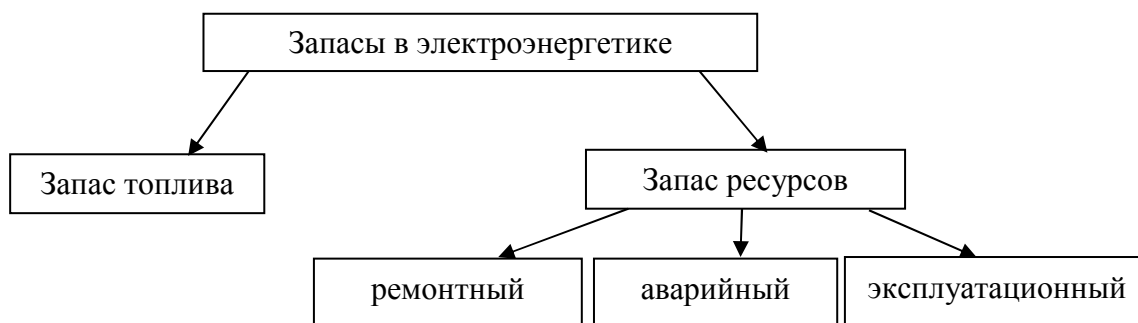 Запасы в электроэнергетике
Запас топлива
Запас ресурсов
ремонтный
аварийный
эксплуатационный